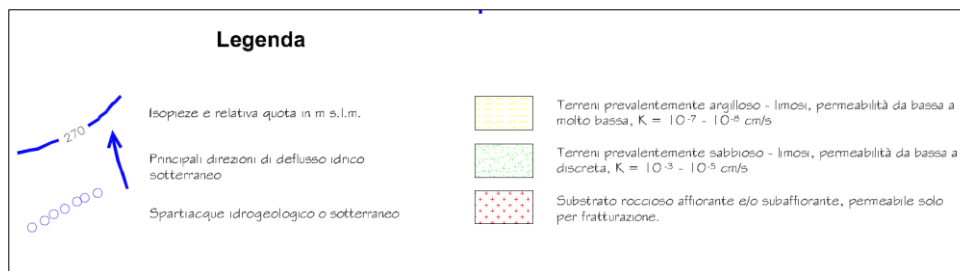 Legenda
270
Isopieze e relativa quota in m s.l.m.
Principali direzioni di deflusso idrico
sotterraneo
Spartiacque idrogeologico o sotterraneo
Terreni prevalentemente argilloso - limosi, permeabilità da bassa a
molto bassa, K = 10⁻⁷ - 10⁻⁸ cm/s
Terreni prevalentemente sabbioso - limosi, permeabilità da bassa a
discreta, K = 10⁻³ - 10⁻⁵ cm/s
Substrato roccioso affiorante e/o subaffiorante, permeabile solo
per fratturazione.